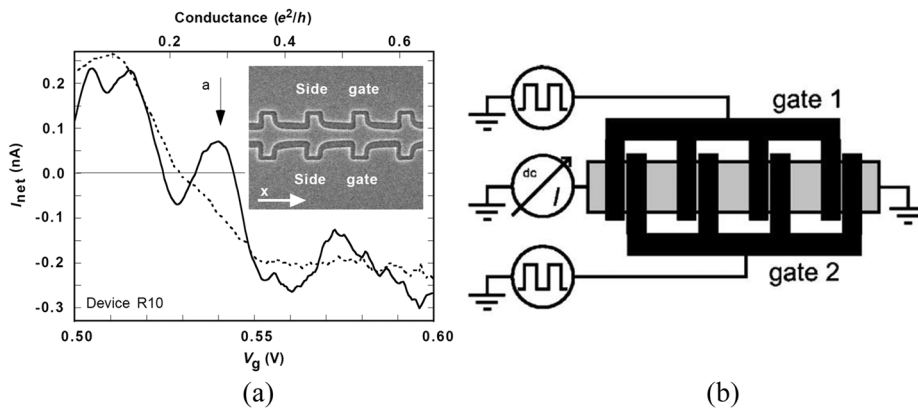 Conductance (e²/h)
0.2 0.4 0.6
a
0.2
0.1
0.0
-0.1
-0.2
-0.3
I_net (nA)
Side gate
Side gate
x
Device R10
0.50 0.55 0.60
V_g (V)
(a)
gate 1
dc
I
gate 2
(b)